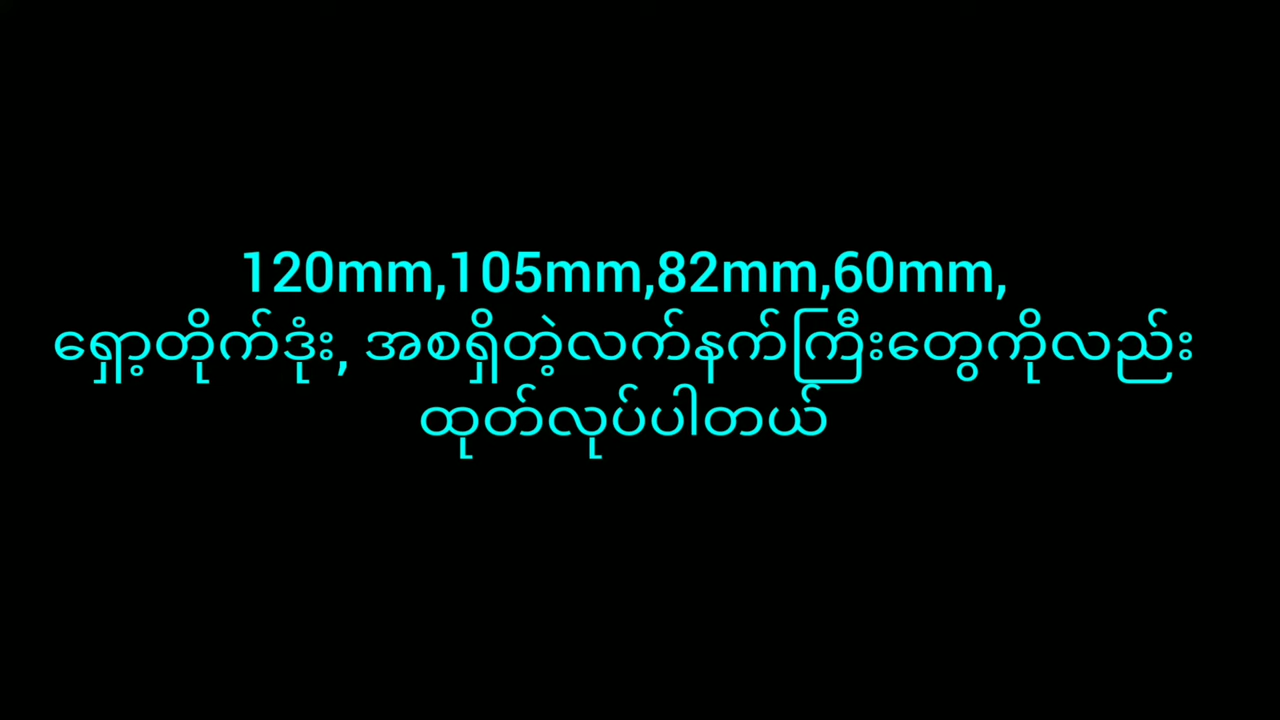 120mm,105mm,82mm,60mm,
ရှော့တိုက်ဒုံး, အစရှိတဲ့လက်နက်ကြီးတွေကိုလည်း
ထုတ်လုပ်ပါတယ်